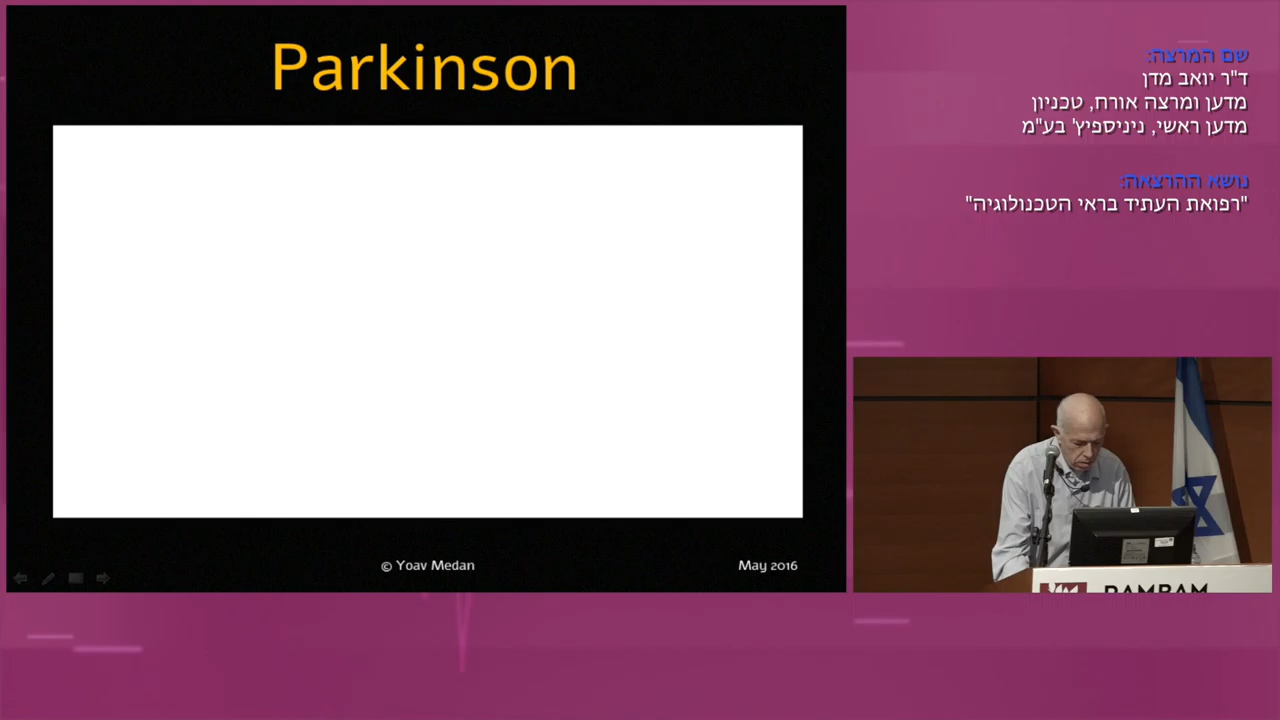 Parkinson
© Yoav Medan
May 2016
שם המרצה:
ד"ר יואב מדן
מדען ומרצה אורח, טכניון
מדען ראשי, ניניספיץ' בע"מ
נושא ההרצאה:
"רפואת העתיד בראי הטכנולוגיה"
RAMBAM